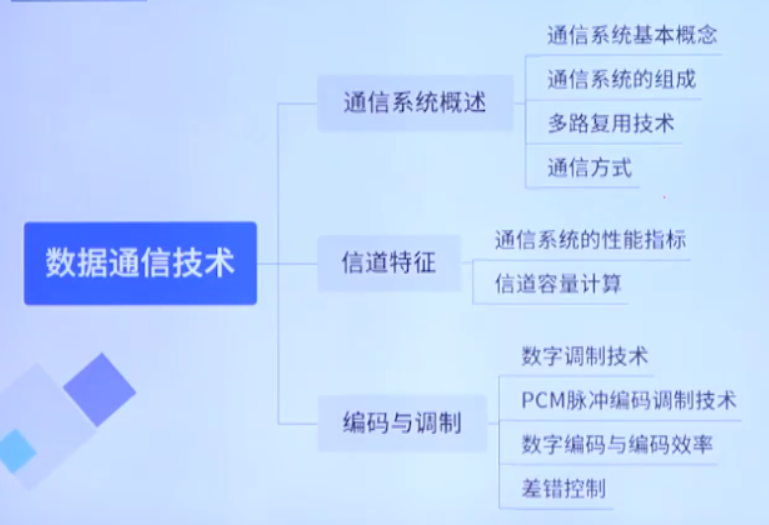 数据通信技术
通信系统概述
通信系统基本概念
通信系统的组成
多路复用技术
通信方式
信道特征
通信系统的性能指标
信道容量计算
编码与调制
数字调制技术
PCM脉冲编码调制技术
数字编码与编码效率
差错控制